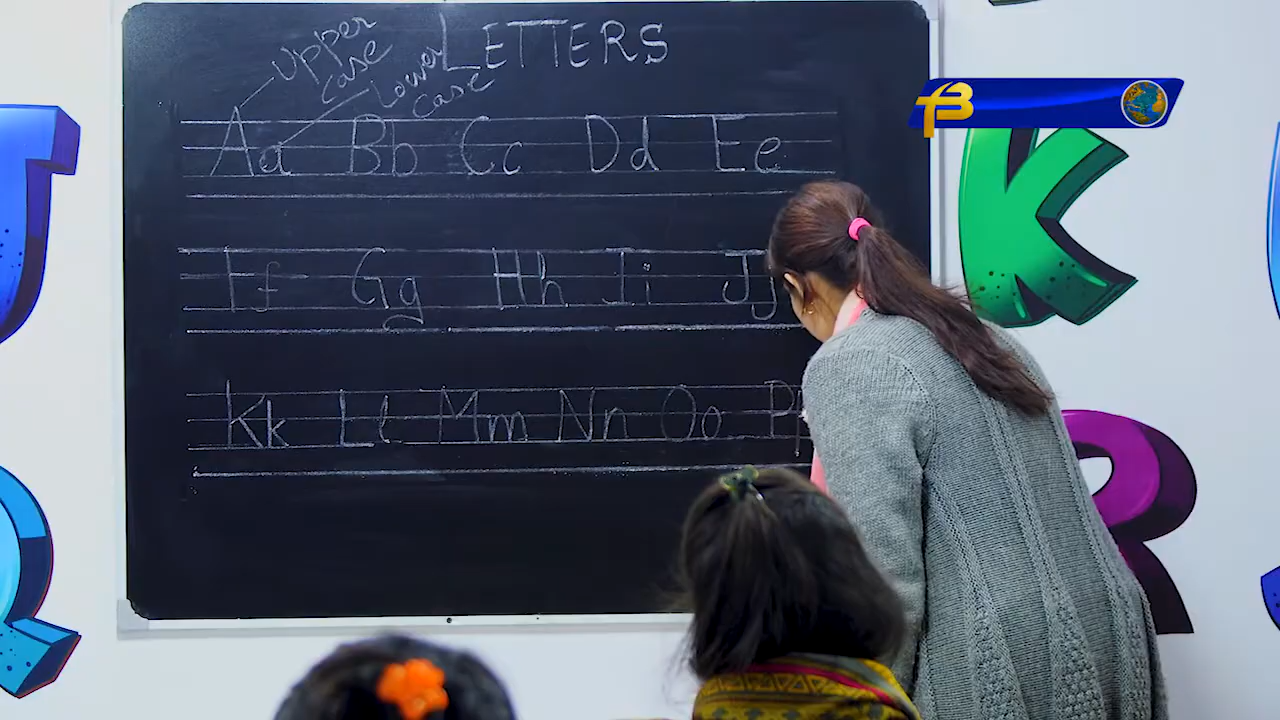 LETTERS
Upper case
Lower case
Aa Bb Cc Dd Ee
Ff Gg Hh Ii Jj
Kk Ll Mm Nn Oo Pp
K
R
Q